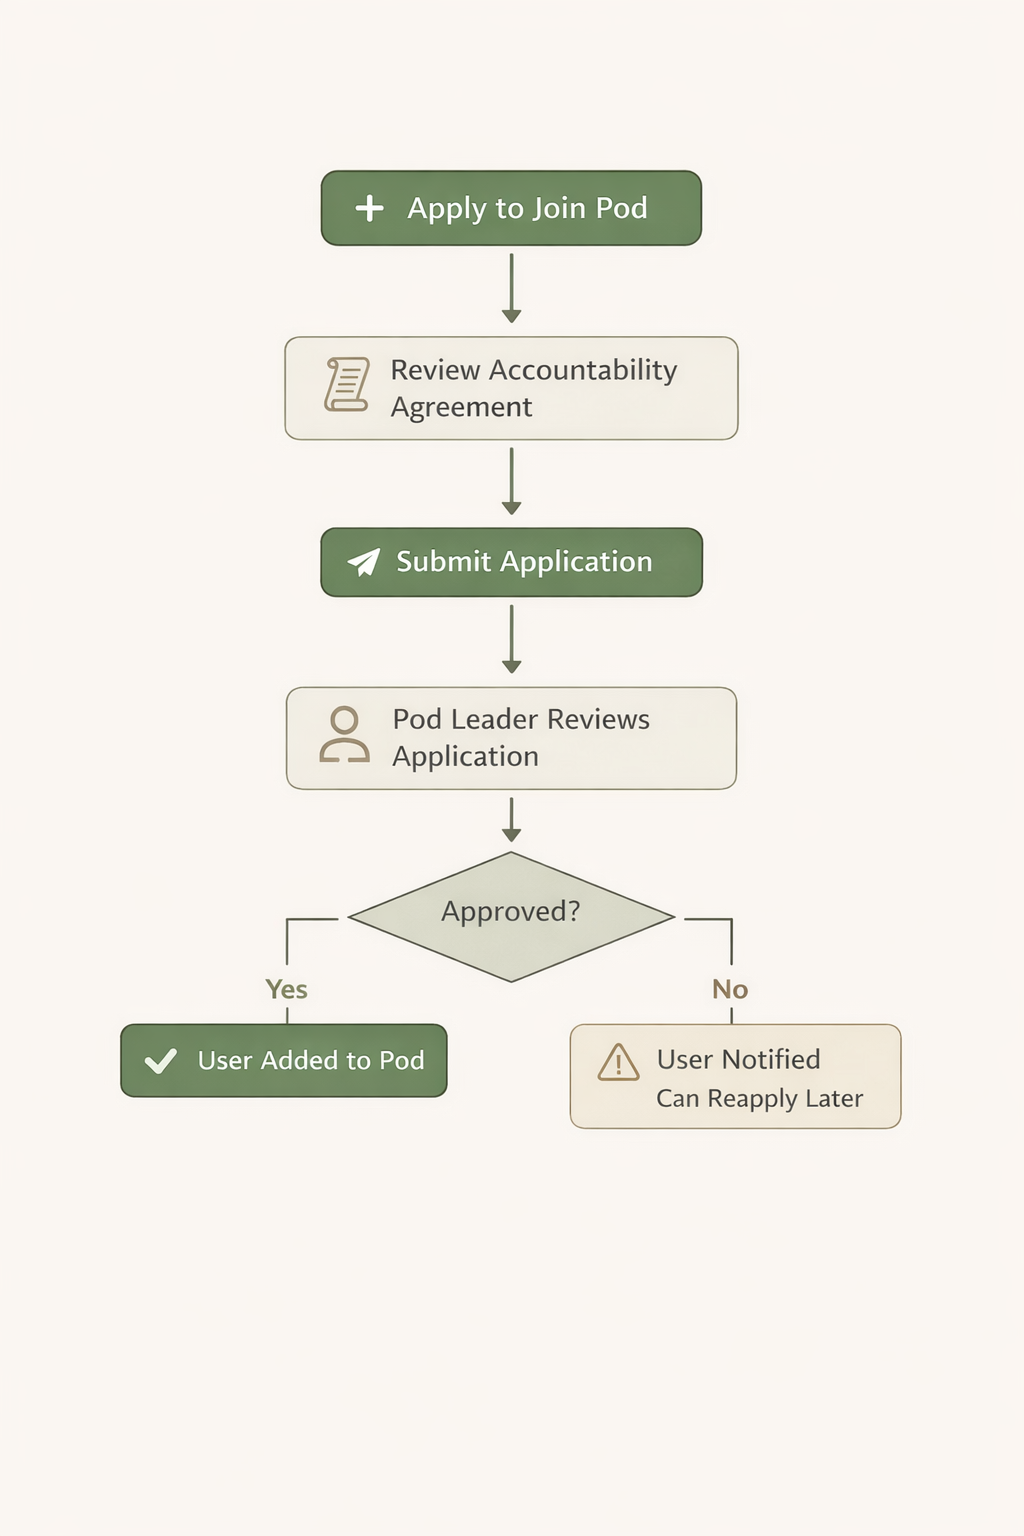 Apply to Join Pod
Review Accountability
Agreement
Submit Application
Pod Leader Reviews
Application
Approved?
Yes
No
User Added to Pod
User Notified
Can Reapply Later